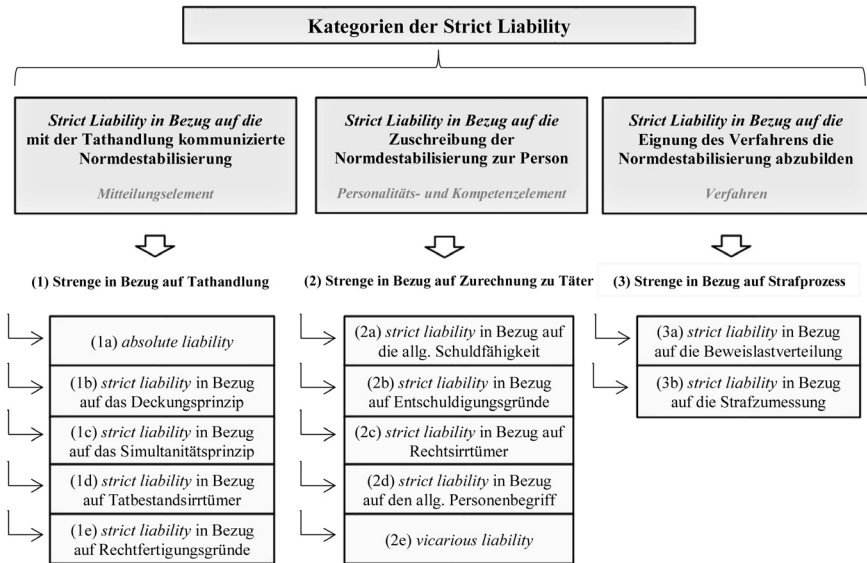 Kategorien der Strict Liability
Strict Liability in Bezug auf die
mit der Tathandlung kommunizierte
Normdestabilisierung
Mitteilungselement
Strict Liability in Bezug auf die
Zuschreibung der
Normdestabilisierung zur Person
Personalitäts- und Kompetenzelement
Strict Liability in Bezug auf die
Eignung des Verfahrens die
Normdestabilisierung abzubilden
Verfahren
(1) Strenge in Bezug auf Tathandlung
(1a) absolute liability
(1b) strict liability in Bezug
auf das Deckungsprinzip
(1c) strict liability in Bezug
auf das Simultanitätsprinzip
(1d) strict liability in Bezug
auf Tatbestandsirrtümer
(1e) strict liability in Bezug
auf Rechtfertigungsgründe
(2) Strenge in Bezug auf Zurechnung zu Täter
(2a) strict liability in Bezug auf
die allg. Schuldfähigkeit
(2b) strict liability in Bezug
auf Entschuldigungsgründe
(2c) strict liability in Bezug auf
Rechtsirrtümer
(2d) strict liability in Bezug
auf den allg. Personenbegriff
(2e) vicarious liability
(3) Strenge in Bezug auf Strafprozess
(3a) strict liability in Bezug
auf die Beweislastverteilung
(3b) strict liability in Bezug
auf die Strafzumessung